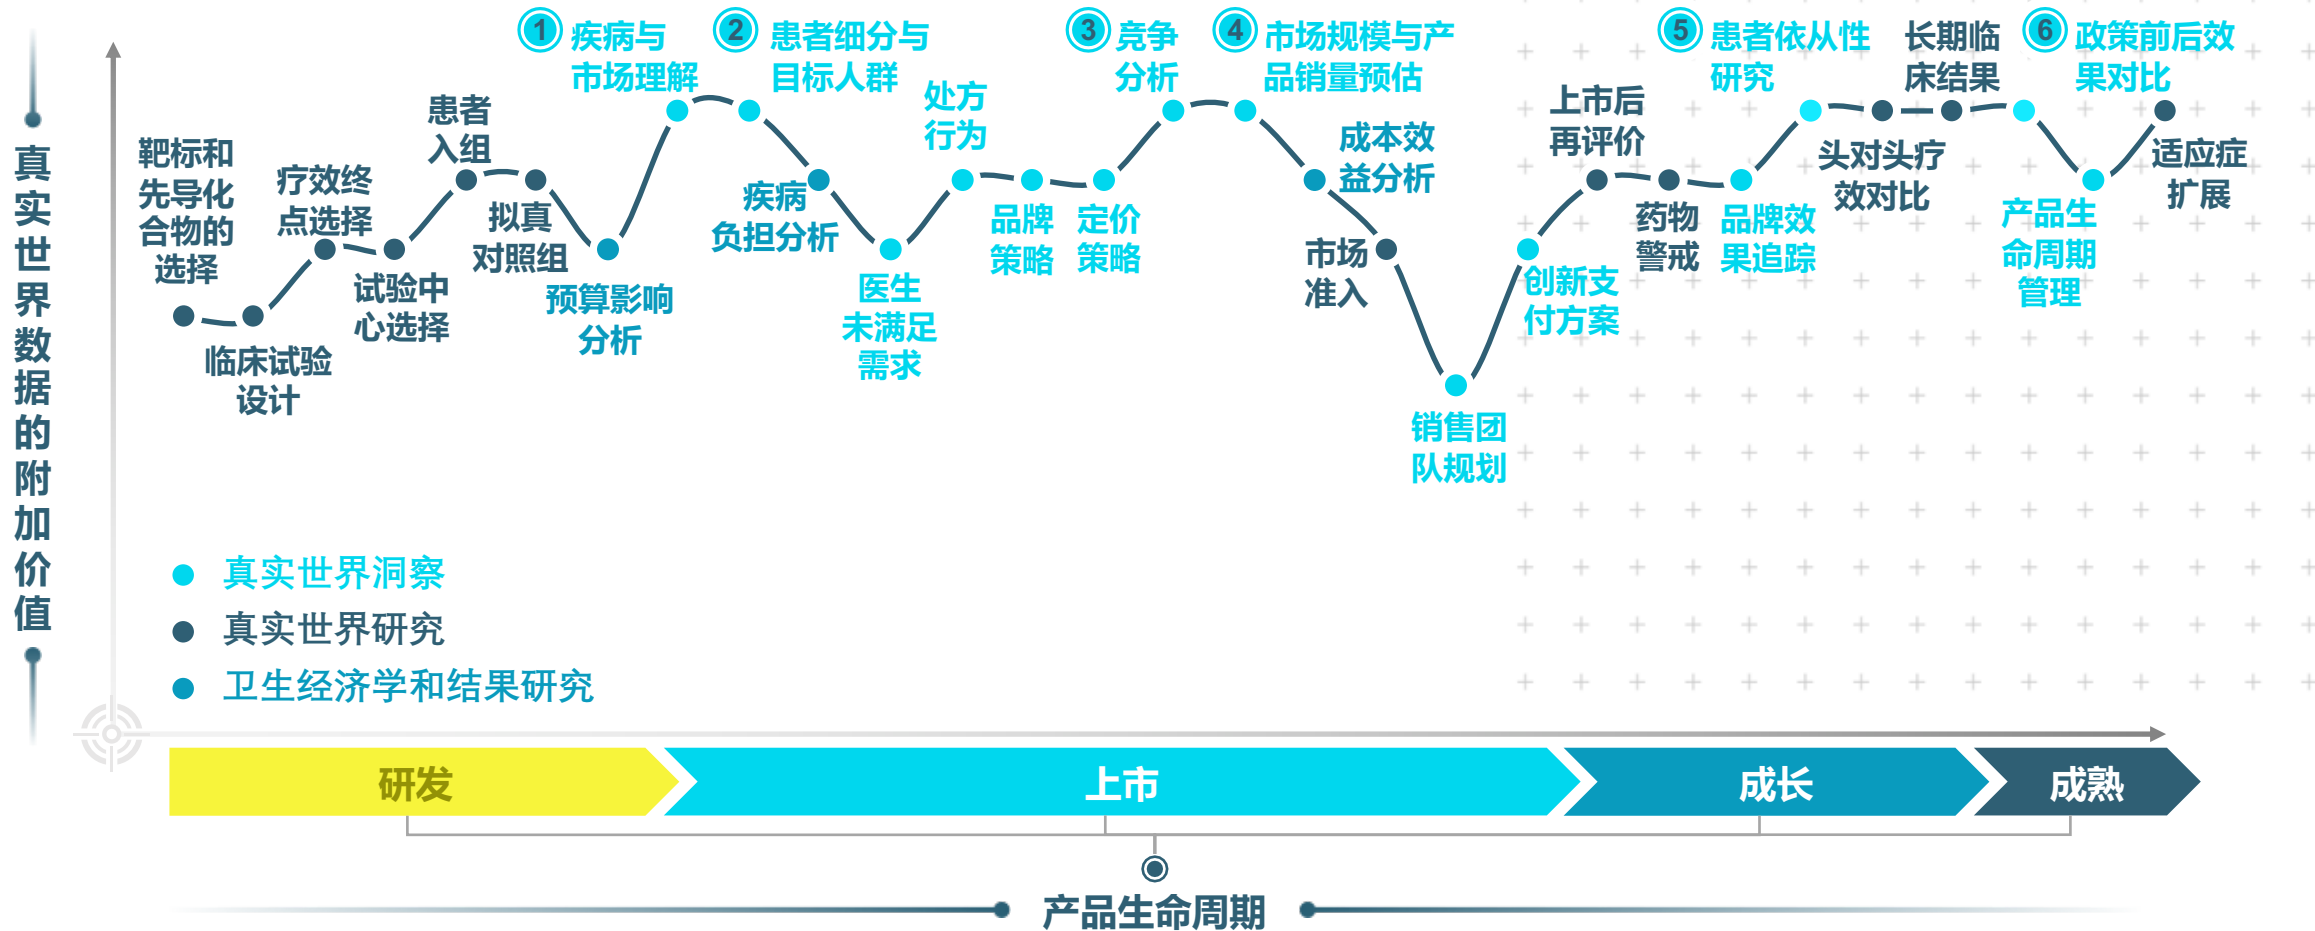 真实世界数据的附加价值
靶标和
先导化
合物的
选择
临床试验
设计
疗效终
点选择
试验中
心选择
患者
入组
拟真
对照组
预算影响
分析
1 疾病与
市场理解
2 患者细分与
目标人群
疾病
负担分析
医生
未满足
需求
处方
行为
品牌
策略
定价
策略
3 竞争
分析
4 市场规模与产
品销量预估
成本效
益分析
市场
准入
销售团
队规划
创新支
付方案
上市后
再评价
药物
警戒
品牌效
果追踪
5 患者依从性
研究
头对头疗
效对比
长期临
床结果
6 政策前后效
果对比
产品生
命周期
管理
适应症
扩展
真实世界洞察
真实世界研究
卫生经济学和结果研究
研发
上市
成长
成熟
产品生命周期